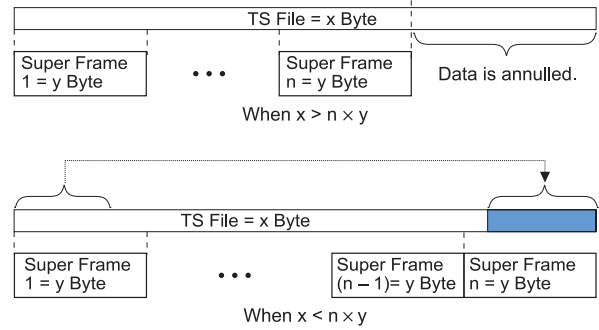 TS File = x Byte
Super Frame
1 = y Byte
• • •
Super Frame
n = y Byte
Data is annulled.
When x > n × y
TS File = x Byte
Super Frame
1 = y Byte
• • •
Super Frame
(n – 1)= y Byte
Super Frame
n = y Byte
When x < n × y